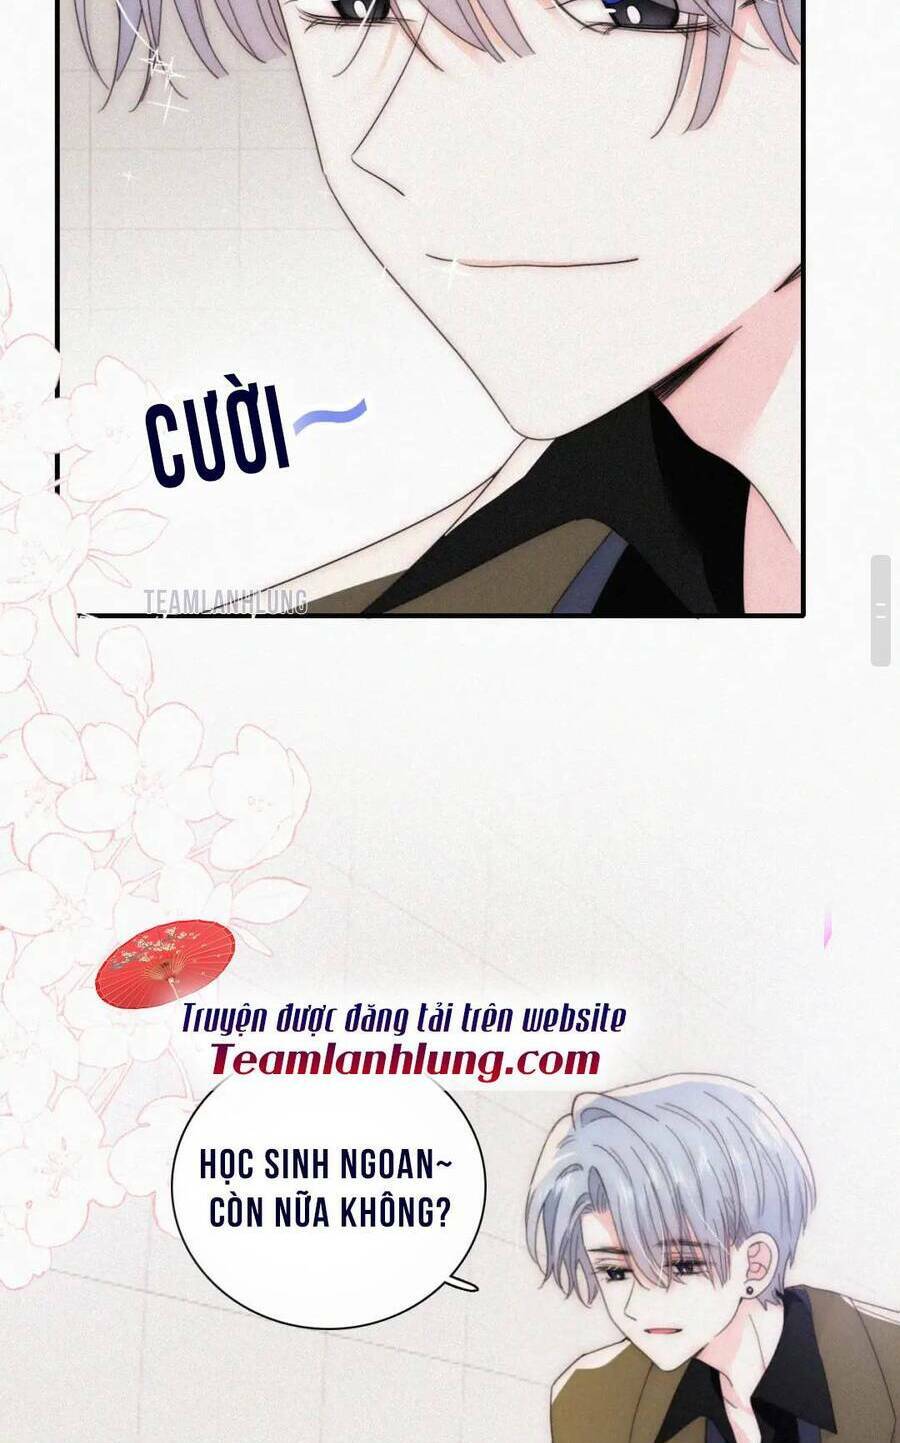 CƯỜI~
TEAMLANHLUNG
Truyện được đăng tải trên website
Teamlanhlung.com
HỌC SINH NGOAN~
CÒN NỮA KHÔNG?